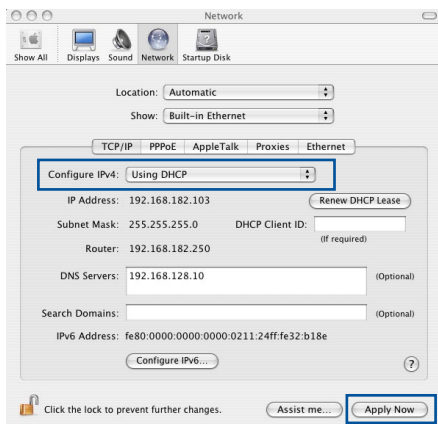 Network
Show All Displays Sound Network Startup Disk
Location: Automatic
Show: Built-in Ethernet
TCP/IP PPPoE AppleTalk Proxies Ethernet
Configure IPv4: Using DHCP
IP Address: 192.168.182.103 Renew DHCP Lease
Subnet Mask: 255.255.255.0 DHCP Client ID:
(If required)
Router: 192.168.182.250
DNS Servers: 192.168.128.10 (Optional)
Search Domains: (Optional)
IPv6 Address: fe80:0000:0000:0000:0211:24ff:fe32:b18e
Configure IPv6... ?
Click the lock to prevent further changes. Assist me... Apply Now